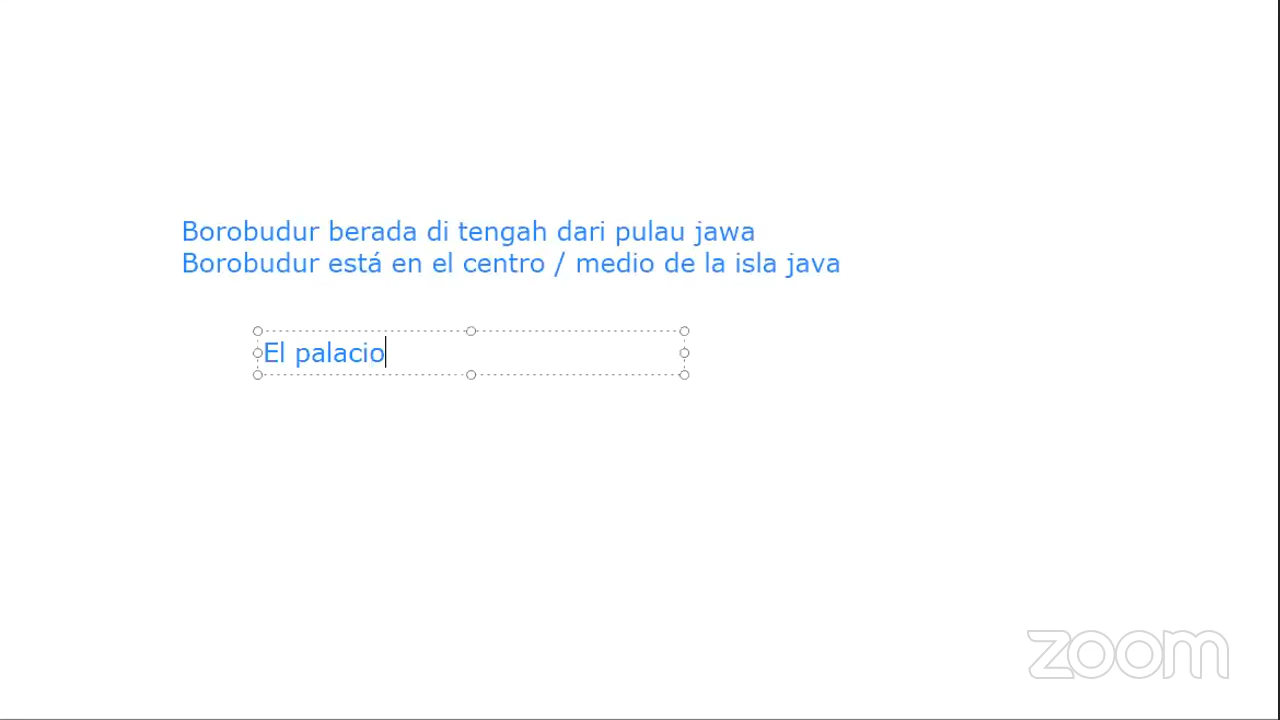 Borobudur berada di tengah dari pulau jawa
Borobudur está en el centro / medio de la isla java
El palacio
zoom